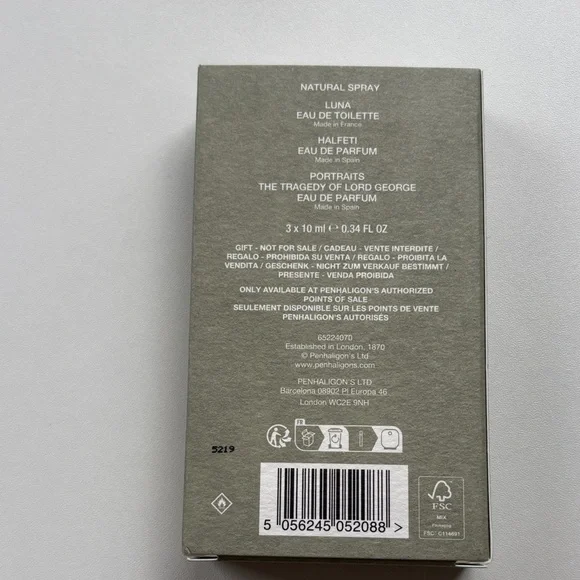 NATURAL SPRAY
LUNA
EAU DE TOILETTE
Made in France
HALFETI
EAU DE PARFUM
Made in Spain
PORTRAITS
THE TRAGEDY OF LORD GEORGE
EAU DE PARFUM
Made in Spain
3 x 10 ml ℮ 0.34 FL OZ
GIFT - NOT FOR SALE / CADEAU - VENTE INTERDITE /
REGALO - PROHIBIDA SU VENTA / REGALO - PROIBITA LA
VENDITA / GESCHENK - NICHT ZUM VERKAUF BESTIMMT /
PRESENTE - VENDA PROIBIDA
ONLY AVAILABLE AT PENHALIGON'S AUTHORIZED
POINTS OF SALE
SEULEMENT DISPONIBLE SUR LES POINTS DE VENTE
PENHALIGON'S AUTORISÉS
65224070
Established in London, 1870
© Penhaligon's Ltd
www.penhaligons.com
PENHALIGON'S LTD
Barcelona 08902 Pl Europa 46
London WC2E 9NH
FR
5219
5 056245 052088 >
FSC
MIX
FSC C114691